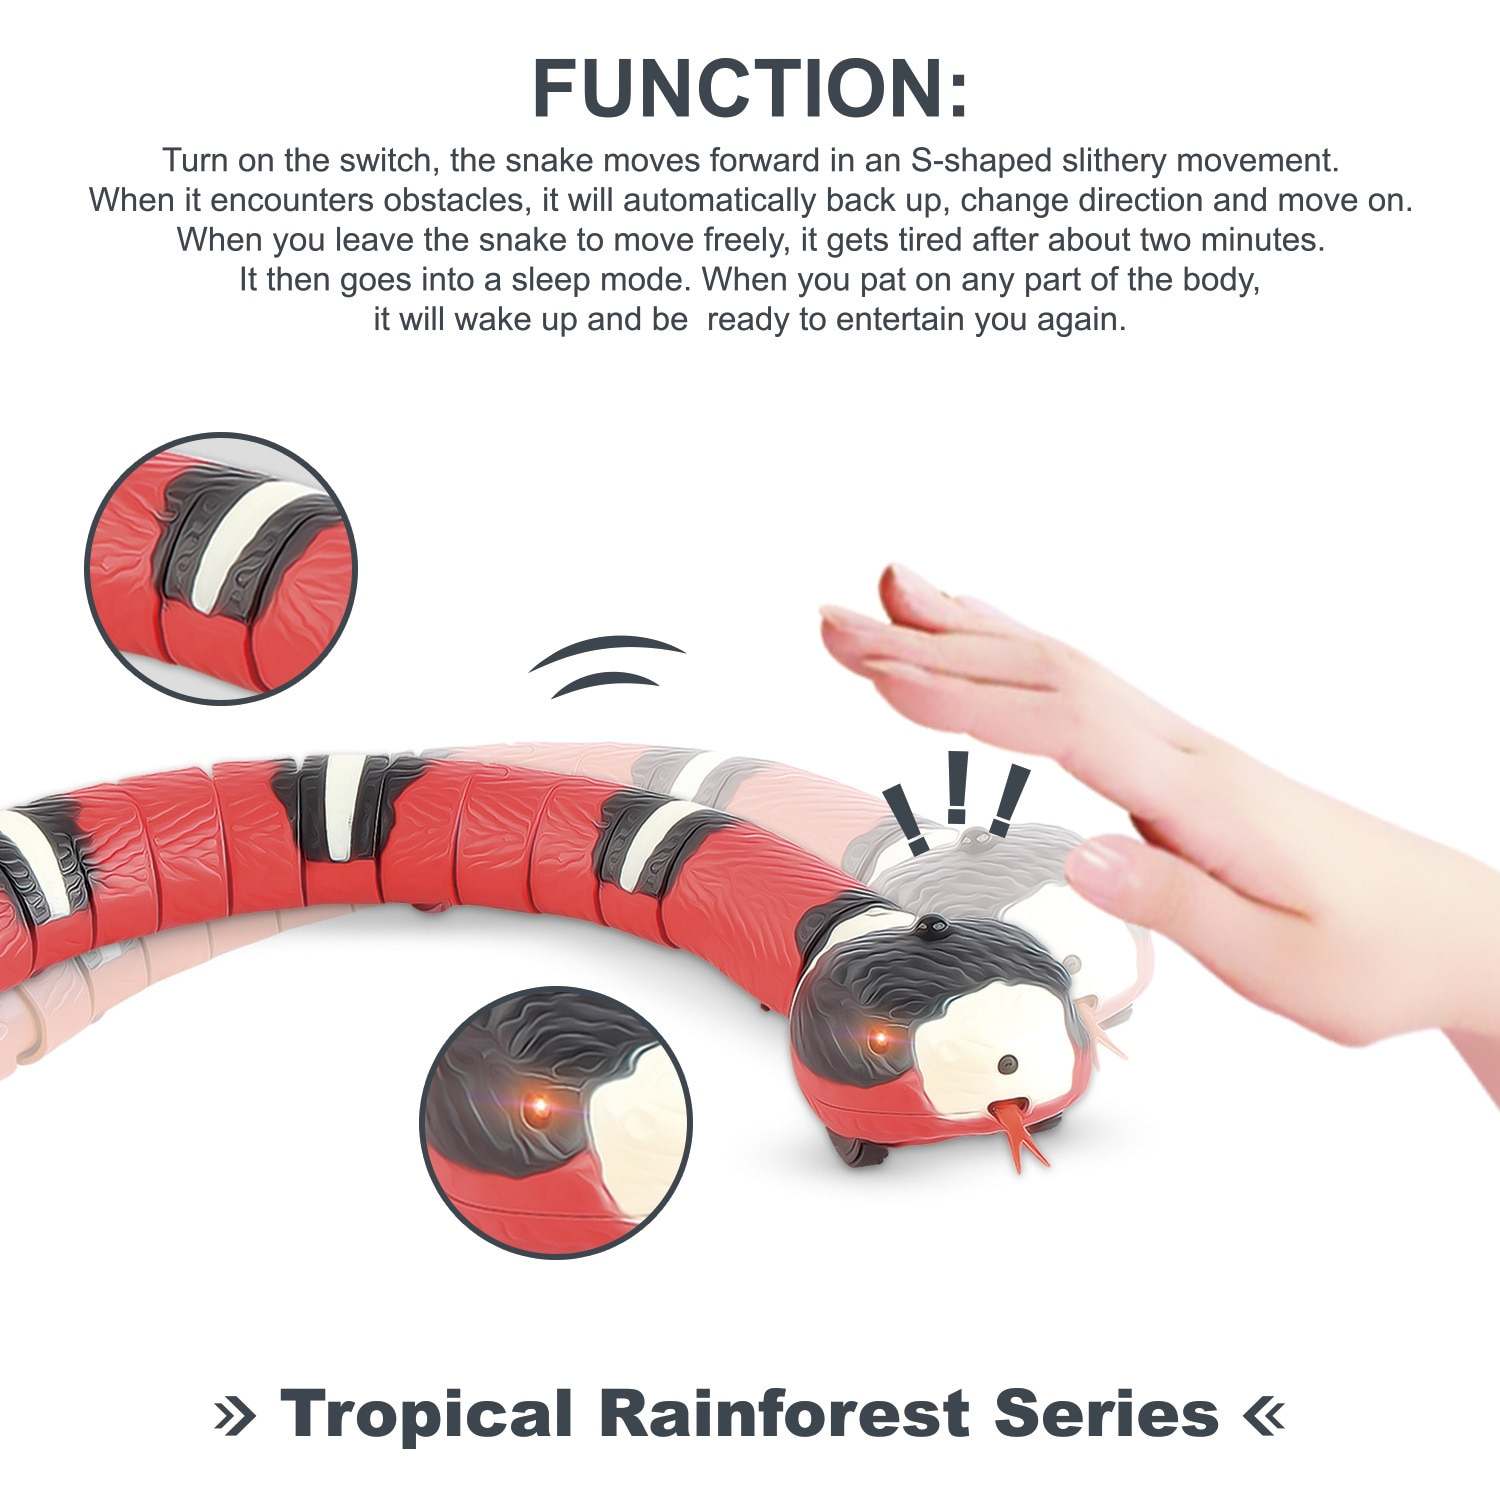 FUNCTION:
Turn on the switch, the snake moves forward in an S-shaped slithery movement.
When it encounters obstacles, it will automatically back up, change direction and move on.
When you leave the snake to move freely, it gets tired after about two minutes.
It then goes into a sleep mode. When you pat on any part of the body,
it will wake up and be  ready to entertain you again.
! ! !
» Tropical Rainforest Series «